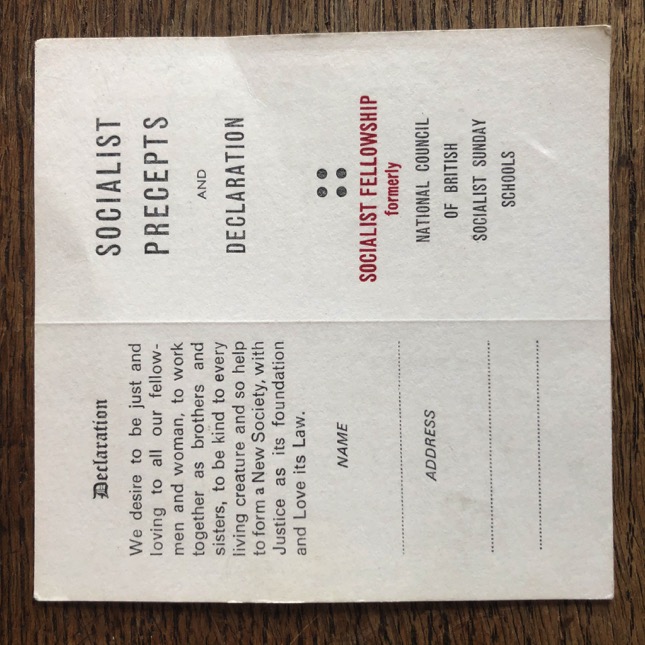 Declaration
We desire to be just and
loving to all our fellow-
men and woman, to work
together as brothers and
sisters, to be kind to every
living creature and so help
to form a New Society, with
Justice as its foundation
and Love its Law.
NAME
ADDRESS
SOCIALIST
PRECEPTS
AND
DECLARATION
SOCIALIST FELLOWSHIP
formerly
NATIONAL COUNCIL
OF BRITISH
SOCIALIST SUNDAY
SCHOOLS